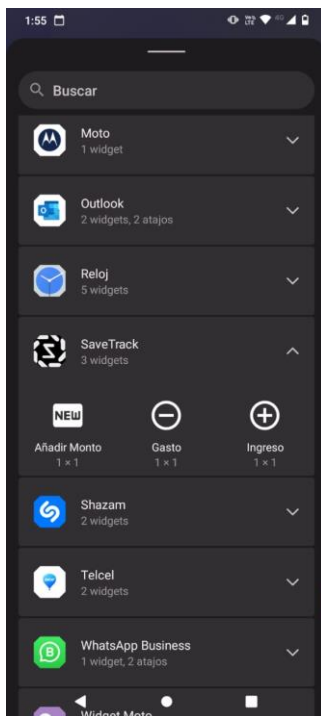 1:55
4G
Buscar
Moto
1 widget
Outlook
2 widgets, 2 atajos
Reloj
5 widgets
SaveTrack
3 widgets
NEW
Añadir Monto Gasto Ingreso
1 × 1 1 × 1 1 × 1
Shazam
2 widgets
Telcel
2 widgets
WhatsApp Business
1 widget, 2 atajos
Widget Moto